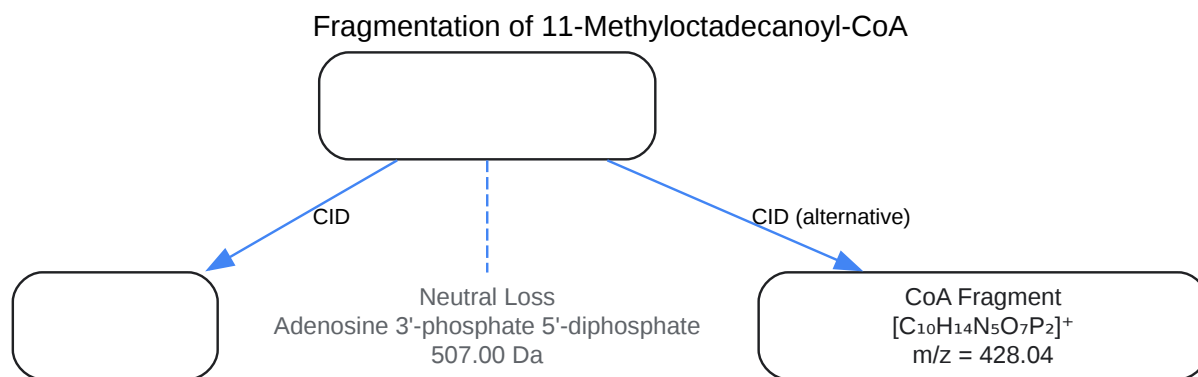 Fragmentation of 11-Methyloctadecanoyl-CoA
CID
CID (alternative)
Neutral Loss
Adenosine 3'-phosphate 5'-diphosphate
507.00 Da
CoA Fragment
[C₁₀H₁₄N₅O₇P₂]⁺
m/z = 428.04